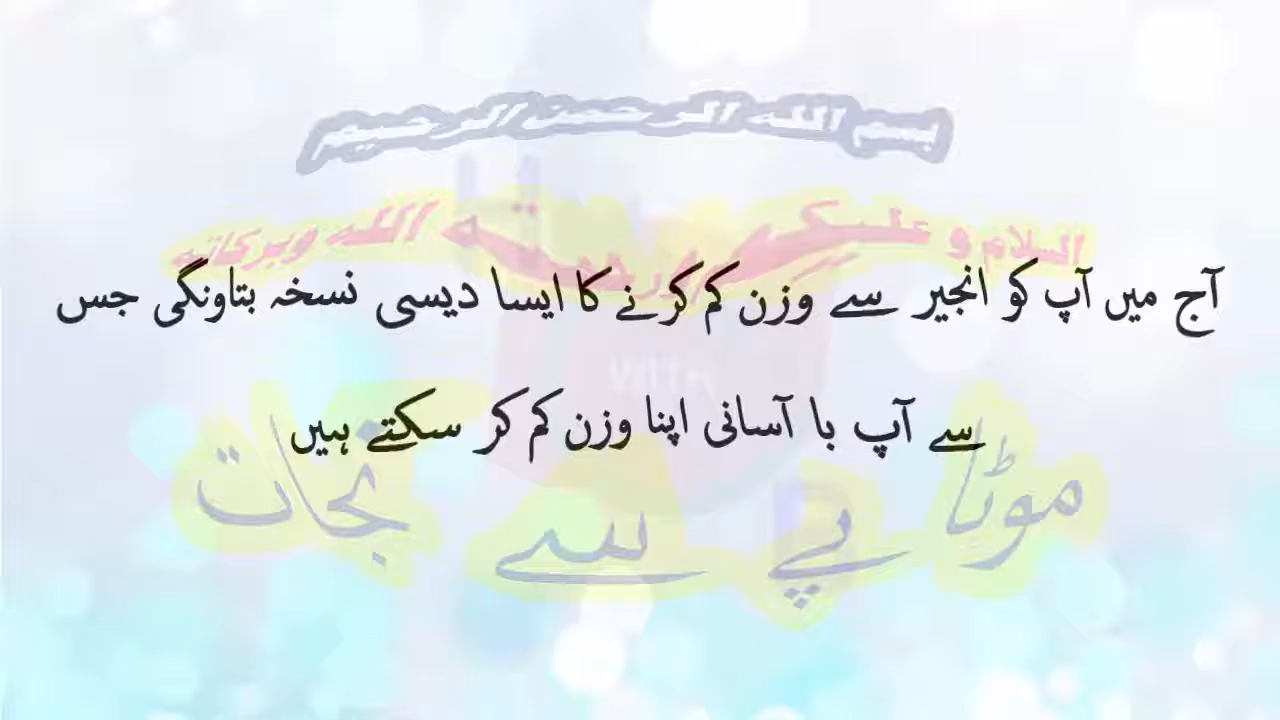 بسم اللہ الرحمن الرحیم
السلام و علیکم ورحمتہ اللہ وبرکاتہ
آج میں آپ کو انجیر سے وزن کم کرنے کا ایسا دیسی نسخہ بتاونگی جس
سے آپ با آسانی اپنا وزن کم کر سکتے ہیں
موٹاپے سے نجات